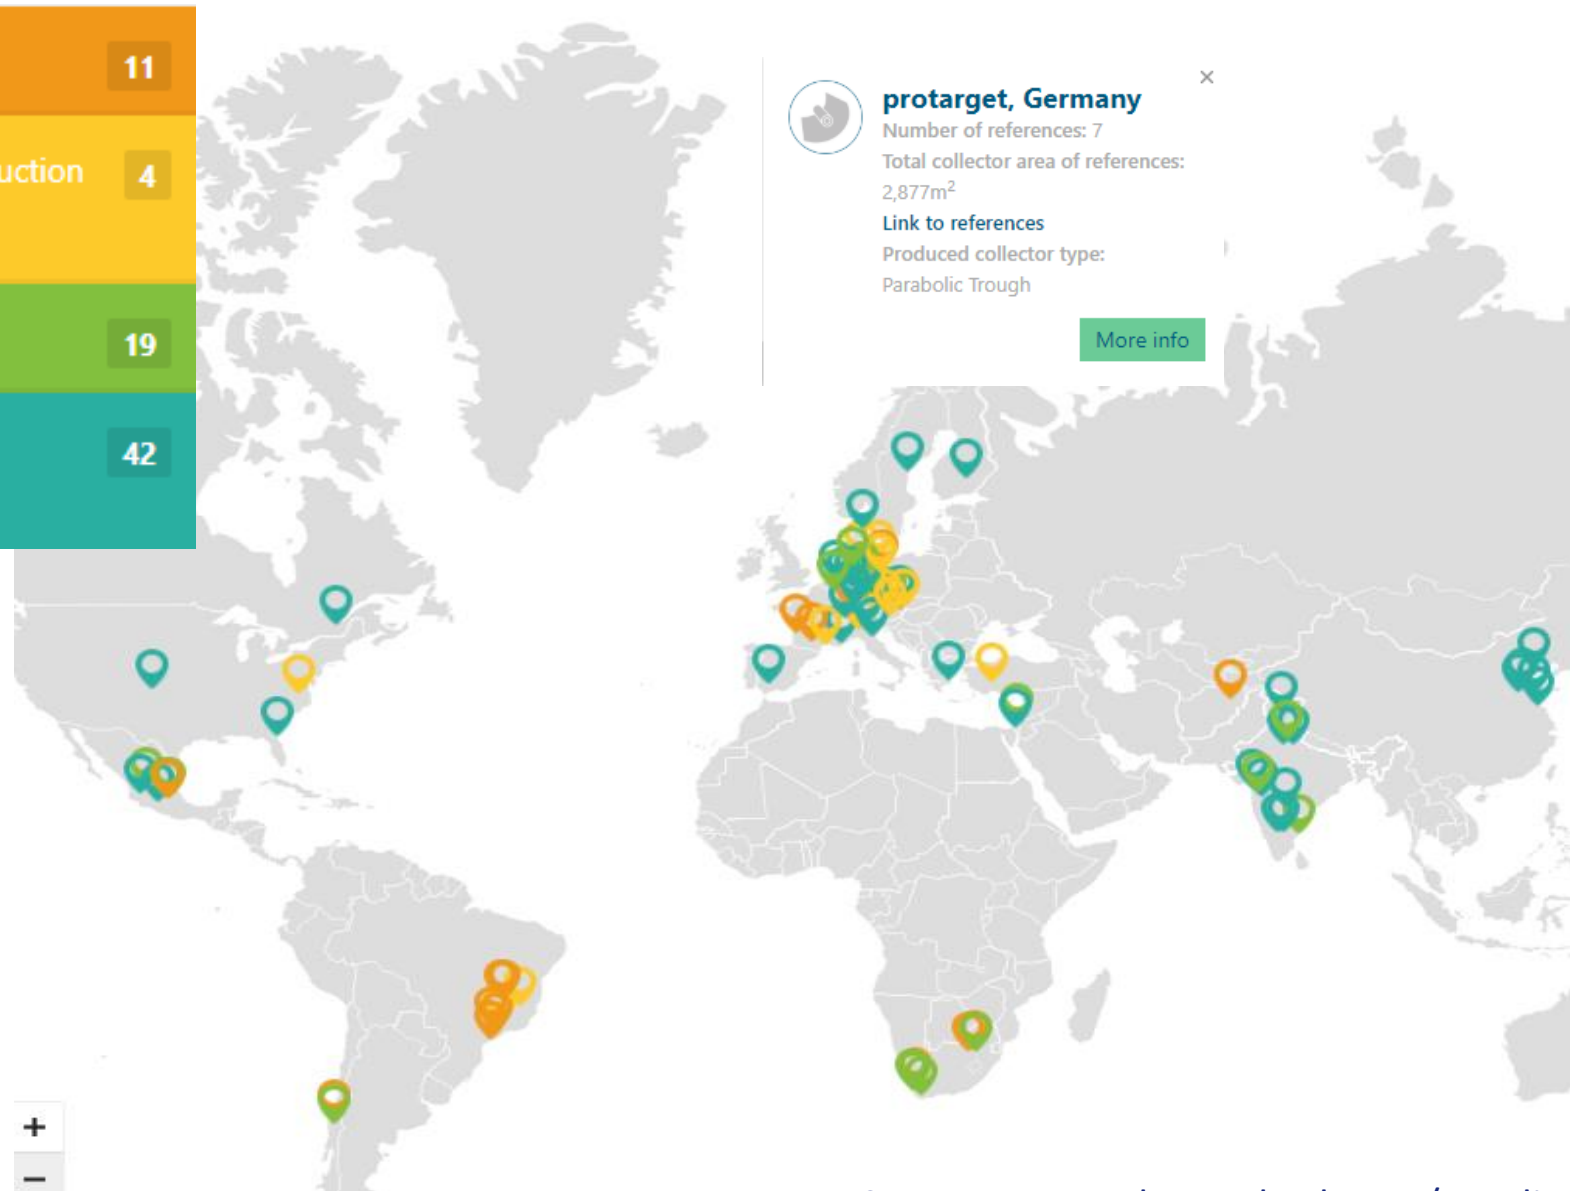 11
4
19
42
protarget, Germany
×
Number of references: 7
Total collector area of references:
2,877m²
Link to references
Produced collector type:
Parabolic Trough
More info
+
−